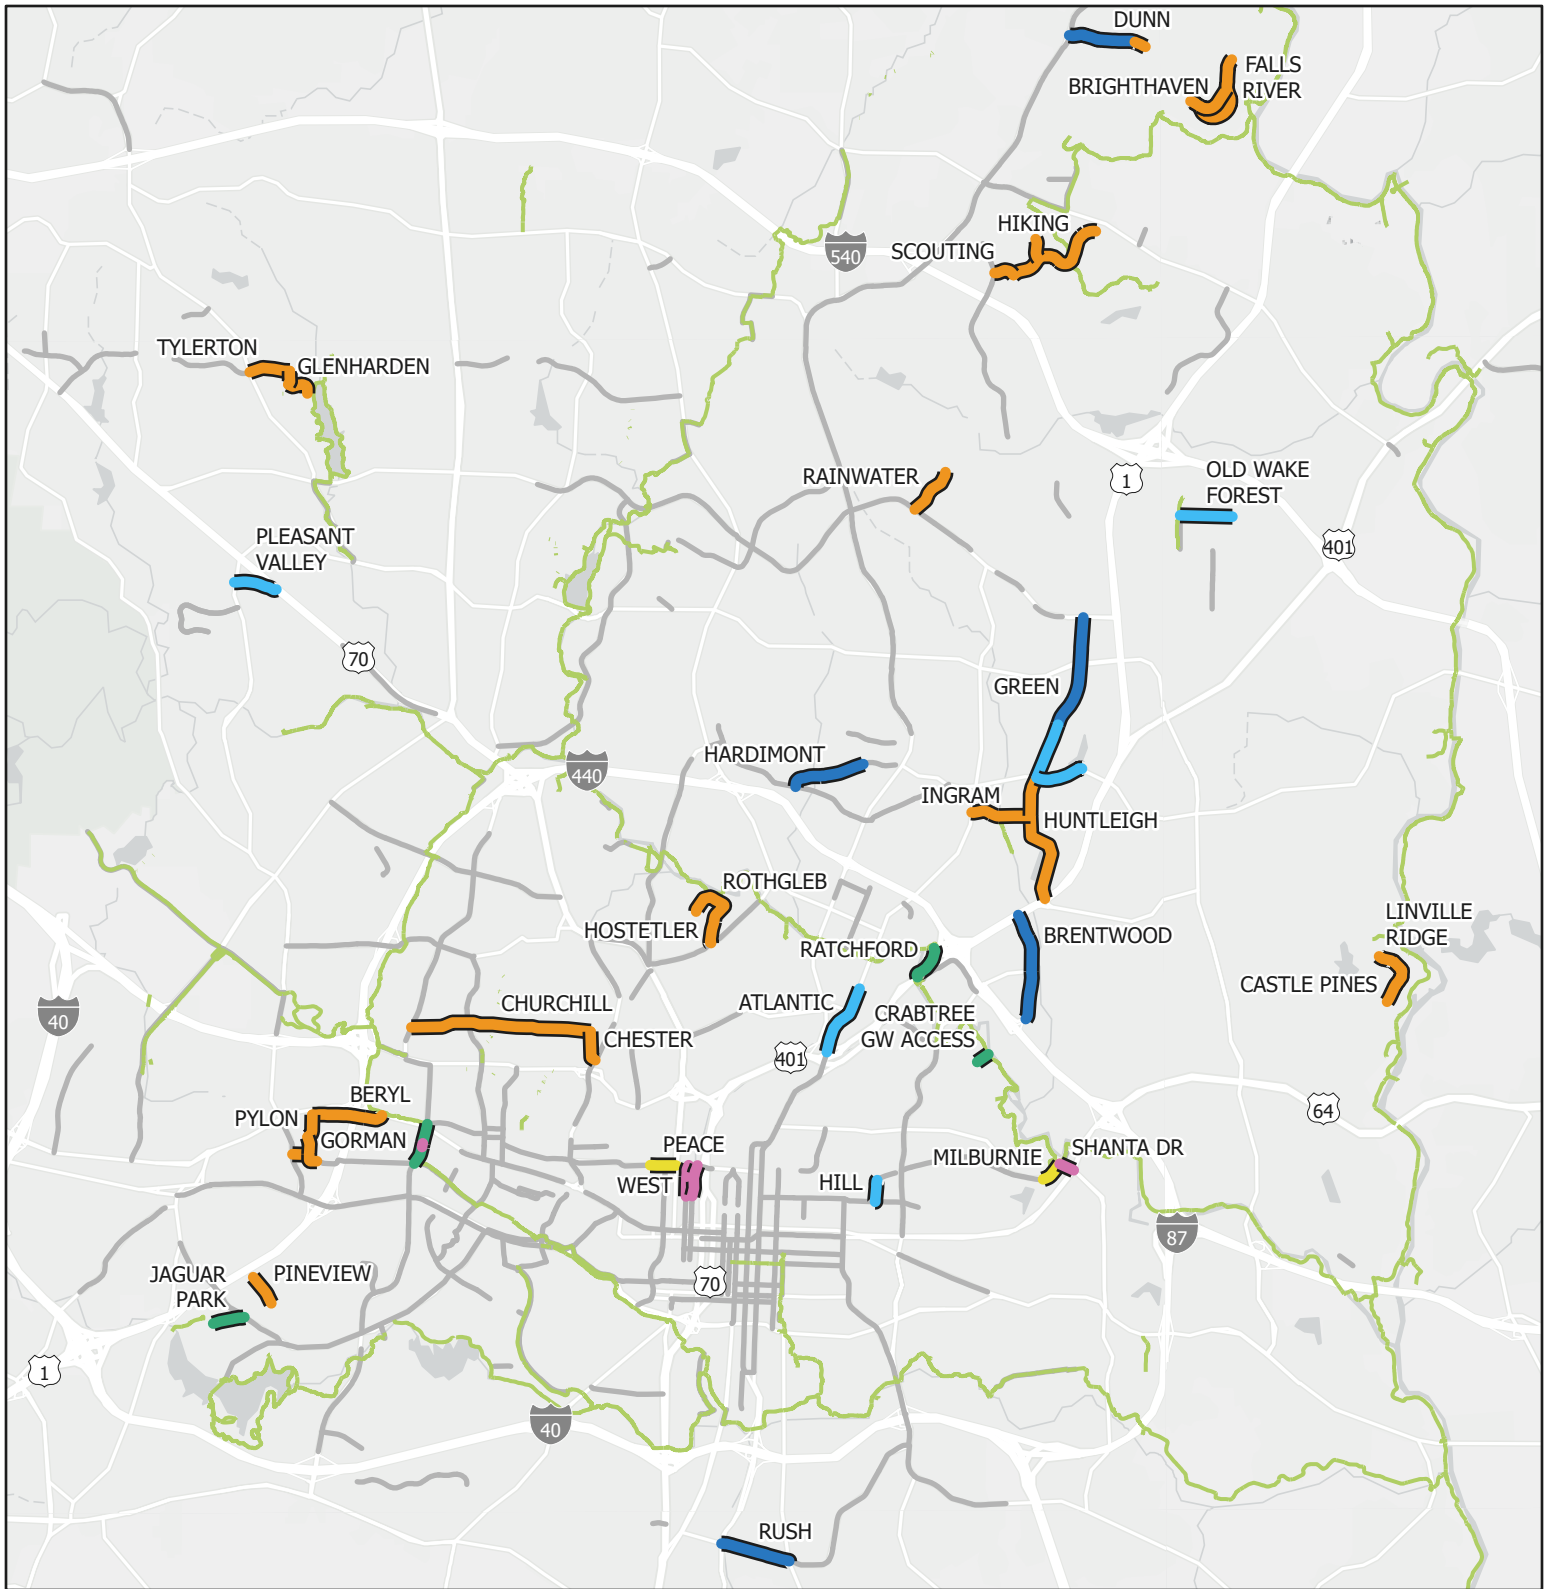 DUNN
FALLS
RIVER
BRIGHTHAVEN
HIKING
SCOUTING
540
TYLERTON
GLENHARDEN
RAINWATER
1
OLD WAKE
FOREST
401
PLEASANT
VALLEY
70
GREEN
HARDIMONT
440
INGRAM
HUNTLEIGH
ROTHGLEB
HOSTETLER
RATCHFORD
BRENTWOOD
LINVILLE
RIDGE
CASTLE PINES
40
CHURCHILL
CHESTER
ATLANTIC
CRABTREE
GW ACCESS
401
BERYL
PYLON
GORMAN
64
PEACE
WEST
HILL
MILBURNIE
SHANTA DR
87
JAGUAR
PARK
PINEVIEW
70
1
40
RUSH